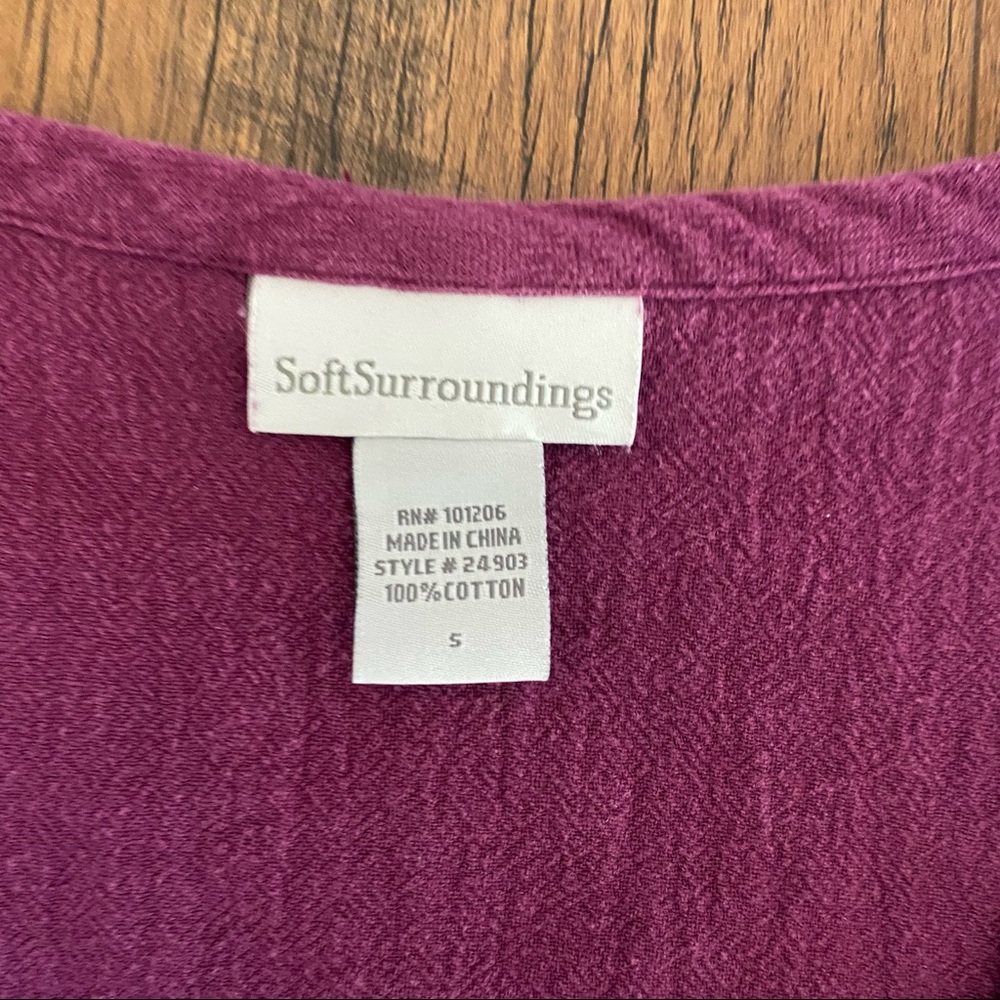 SoftSurroundings
RN# 101206
MADE IN CHINA
STYLE # 24903
100% COTTON
S